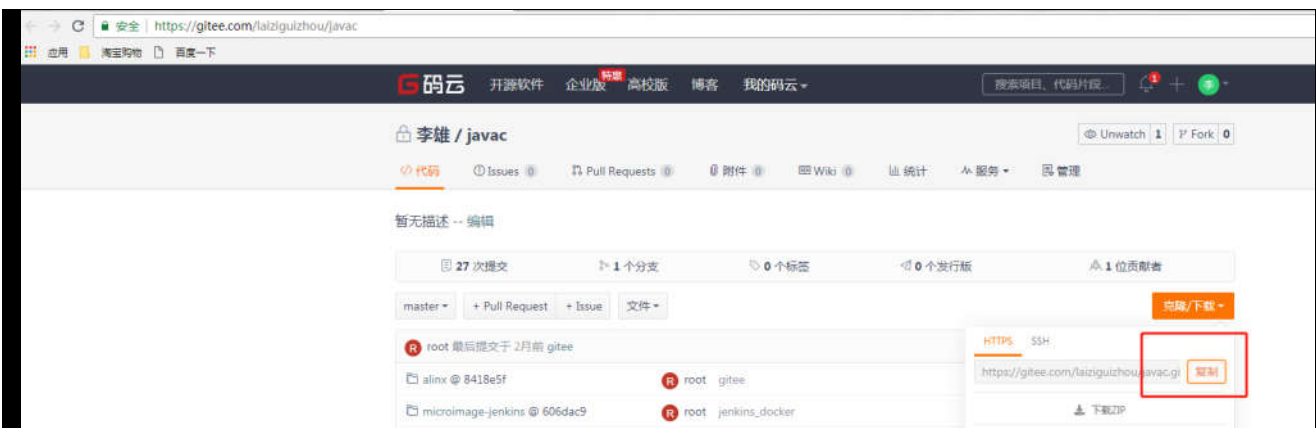 安全 | https://gitee.com/laiziguizhou/javac
应用 淘宝购物 百度一下
码云 开源软件 企业版 特惠 高校版 博客 我的码云 搜索项目、代码片段... 1
李雄 / javac Unwatch 1 Fork 0
代码 Issues 0 Pull Requests 0 附件 0 Wiki 0 统计 服务 管理
暂无描述 -- 编辑
27 次提交 1 个分支 0 个标签 0 个发行版 1 位贡献者
master + Pull Request + Issue 文件 克隆/下载
R root 最后提交于 2月前 gitee HTTPS SSH
alinx @ 8418e5f R root gitee https://gitee.com/laiziguizhou/javac.gi 复制
microimage-jenkins @ 606dac9 R root jenkins_docker 下载ZIP